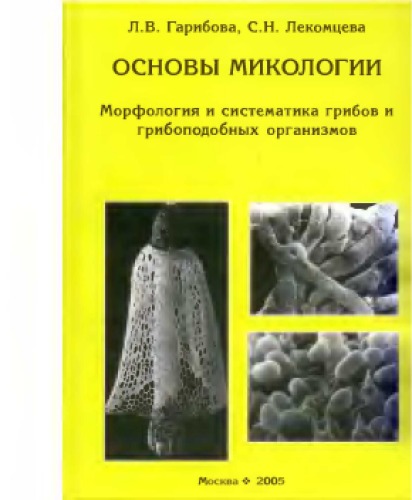 Л.В. Гарибова, С.Н. Лекомцева
ОСНОВЫ МИКОЛОГИИ
Морфология и систематика грибов и
грибоподобных организмов
Москва ❖ 2005